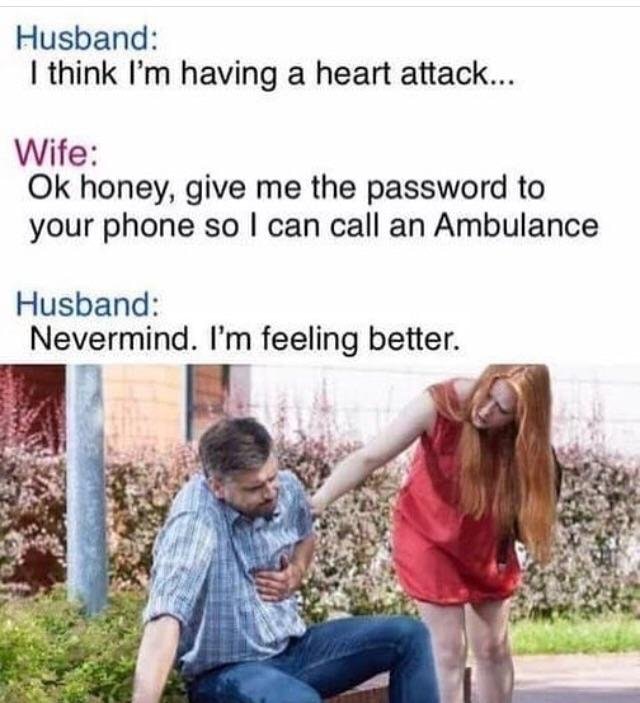 Husband:
I think I'm having a heart attack...
Wife:
Ok honey, give me the password to
your phone so I can call an Ambulance
Husband:
Nevermind. I'm feeling better.